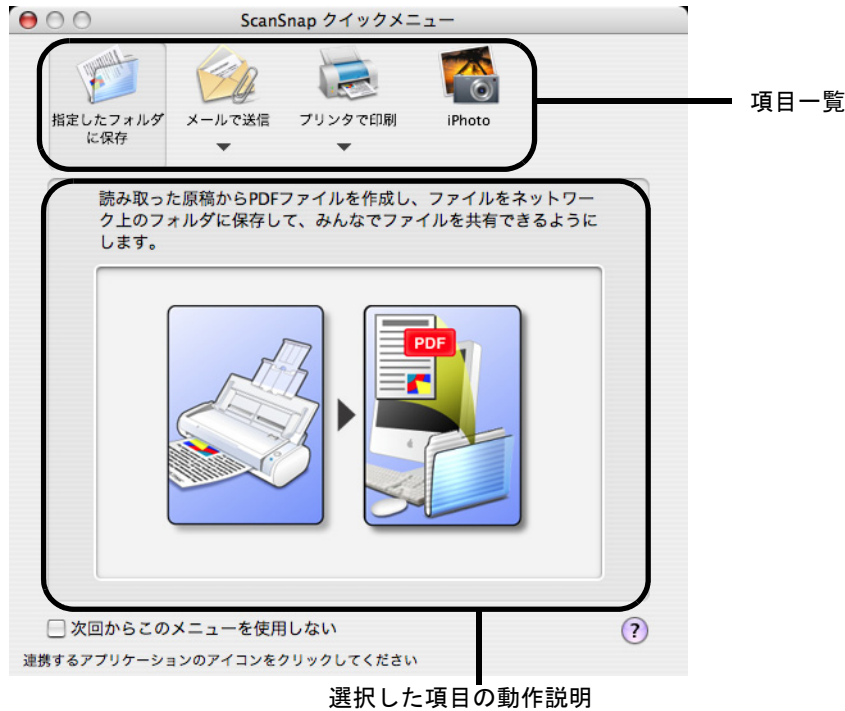 ScanSnap クイックメニュー
指定したフォルダ
に保存
メールで送信
プリンタで印刷
iPhoto
項目一覧
読み取った原稿からPDFファイルを作成し、ファイルをネットワー
ク上のフォルダに保存して、みんなでファイルを共有できるように
します。
PDF
次回からこのメニューを使用しない
?
連携するアプリケーションのアイコンをクリックしてください
選択した項目の動作説明